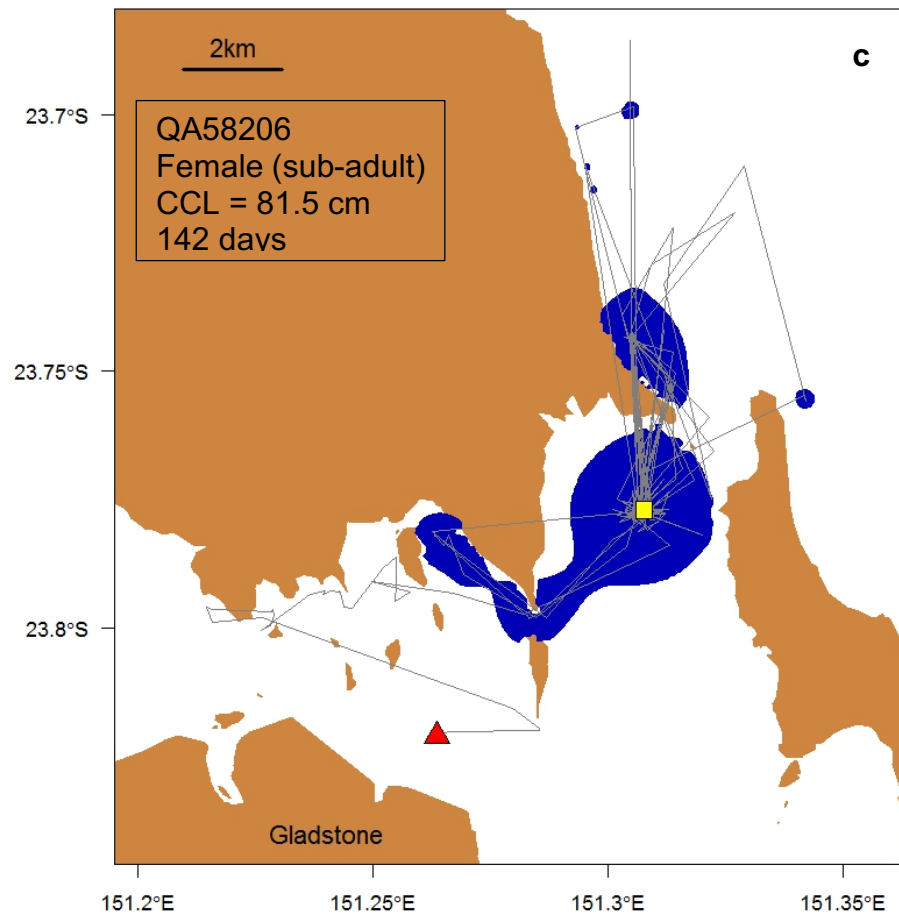 2km
c
QA58206
Female (sub-adult)
CCL = 81.5 cm
142 days
23.7°S
23.75°S
23.8°S
Gladstone
151.2°E
151.25°E
151.3°E
151.35°E